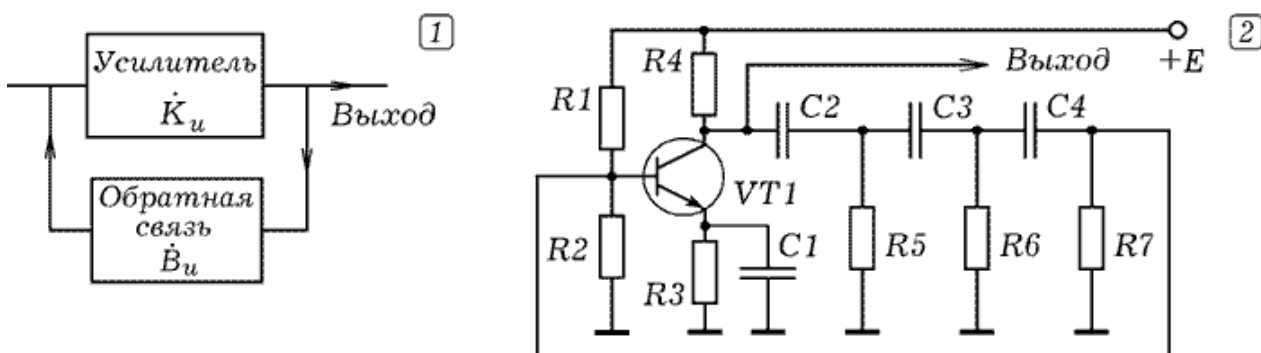 1
Усилитель
K̇u
Выход
Обратная
связь
Ḃu
2
+E
R4
Выход
R1
C2
C3
C4
VT1
R2
R3
C1
R5
R6
R7